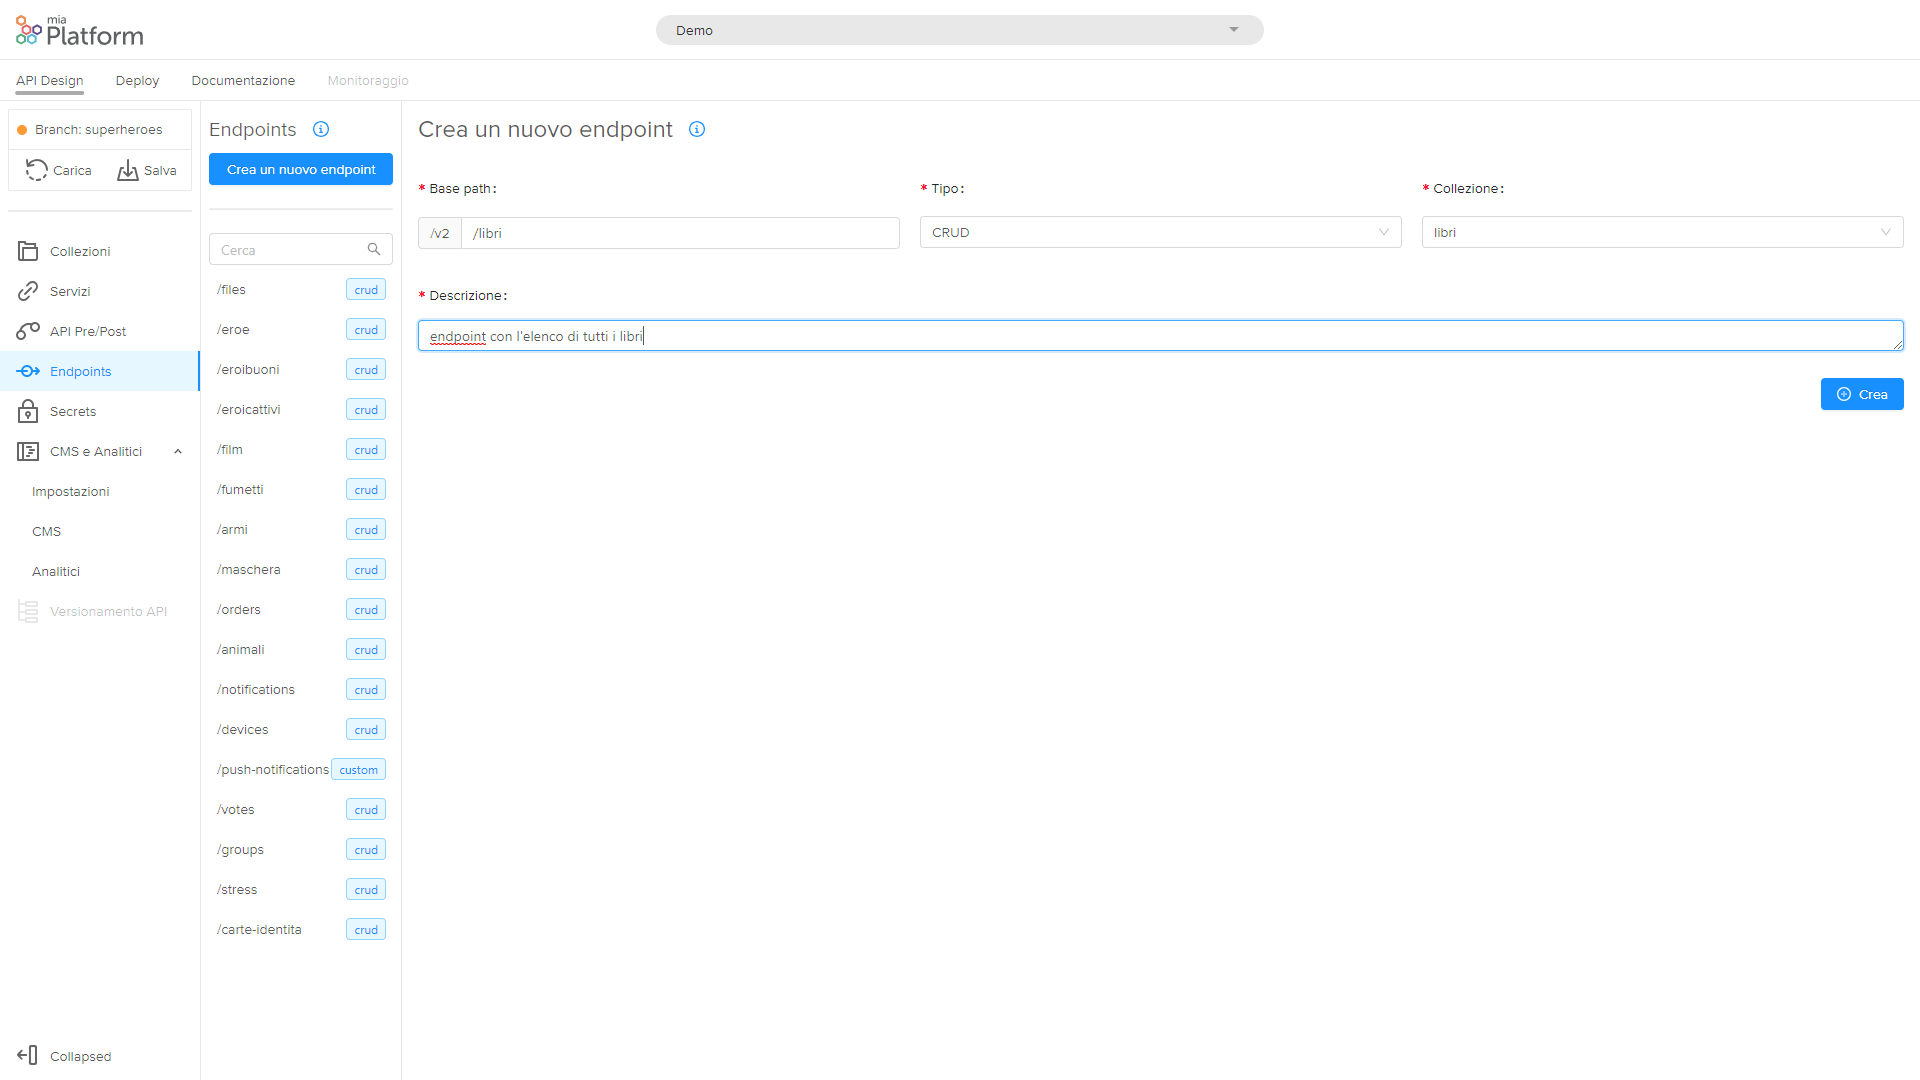 mia
Platform
Demo
API Design
Deploy
Documentazione
Monitoraggio
Branch: superheroes
Carica
Salva
Collezioni
Servizi
API Pre/Post
Endpoints
Secrets
CMS e Analitici
Impostazioni
CMS
Analitici
Versionamento API
Collapsed
Endpoints
Crea un nuovo endpoint
Cerca
/files crud
/eroe crud
/eroibuoni crud
/eroicattivi crud
/film crud
/fumetti crud
/armi crud
/maschera crud
/orders crud
/animali crud
/notifications crud
/devices crud
/push-notifications custom
/votes crud
/groups crud
/stress crud
/carte-identita crud
Crea un nuovo endpoint
* Base path:
/v2 /libri
* Tipo:
CRUD
* Collezione:
libri
* Descrizione:
endpoint con l'elenco di tutti i libri
Crea